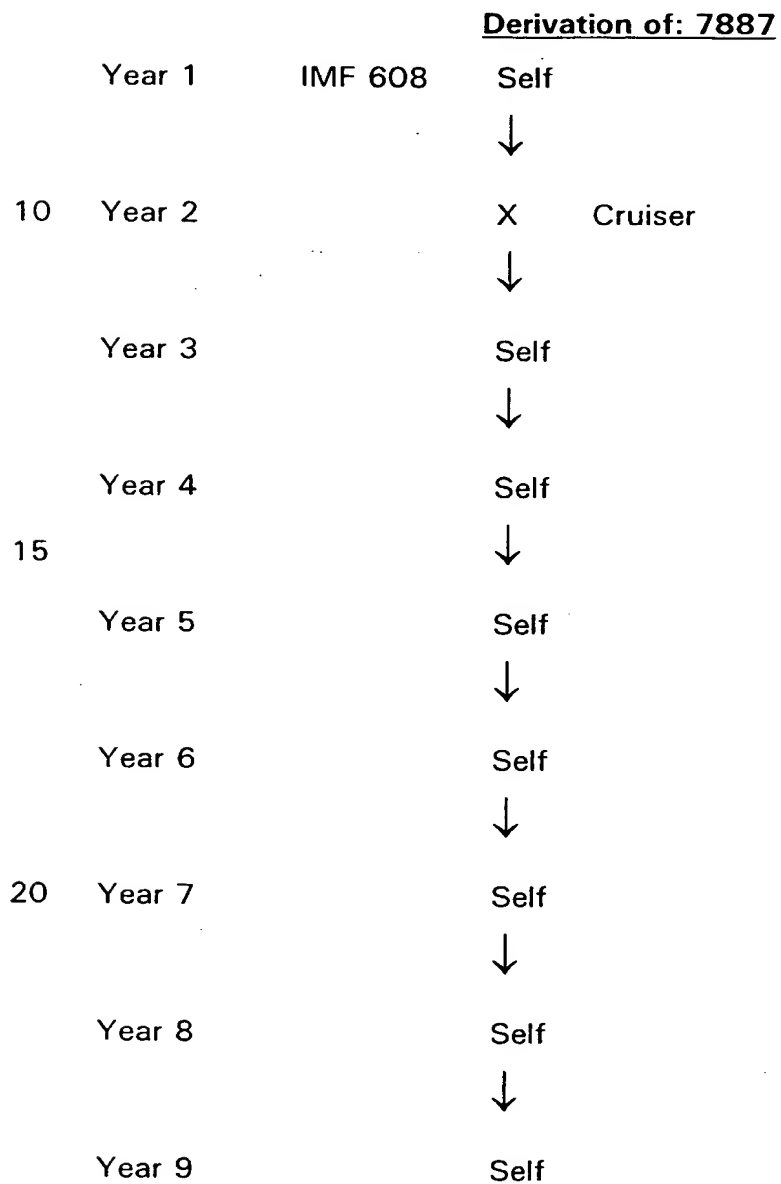 Derivation of: 7887
Year 1 IMF 608 Self
↓
10 Year 2 X Cruiser
↓
Year 3 Self
↓
Year 4 Self
15 ↓
Year 5 Self
↓
Year 6 Self
↓
20 Year 7 Self
↓
Year 8 Self
↓
Year 9 Self